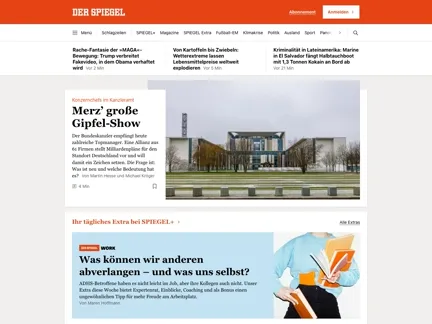 DER SPIEGEL
Abonnement
Anmelden
Menü
Schlagzeilen
SPIEGEL+
Magazine
SPIEGEL Extra
Fußball-EM
Klimakrise
Politik
Ausland
Sport
Rache-Fantasie der »MAGA«-
Bewegung: Trump verbreitet
Fakevideo, in dem Obama verhaftet
wird Vor 2 Min
Von Kartoffeln bis Zwiebeln:
Wetterextreme lassen
Lebensmittelpreise weltweit
explodieren Vor 5 Min
Kriminalität in Lateinamerika: Marine
in El Salvador fängt Halbtauchboot
mit 1,3 Tonnen Kokain an Bord ab
Vor 21 Min
Konzernchefs im Kanzleramt
Merz' große
Gipfel-Show
Der Bundeskanzler empfängt heute
zahlreiche Topmanager. Eine Allianz aus
61 Firmen stellt Milliardenpläne für den
Standort Deutschland vor und will
damit ein Zeichen setzen. Die Frage ist:
Was ist neu und welche Bedeutung hat
es? Von Martin Hesse und Michael Kröger
4 Min
Ihr tägliches Extra bei SPIEGEL+
Alle Extras
DER SPIEGEL WORK
Was können wir anderen
abverlangen – und was uns selbst?
ADHS-Betroffene haben es nicht leicht im Job, aber ihre Kollegen auch nicht. Unser
Extra diese Woche bietet Expertenrat, Einblicke, Coaching und als Bonus einen
ungewöhnlichen Tipp für mehr Freude am Arbeitsplatz.
Von Maren Hoffmann